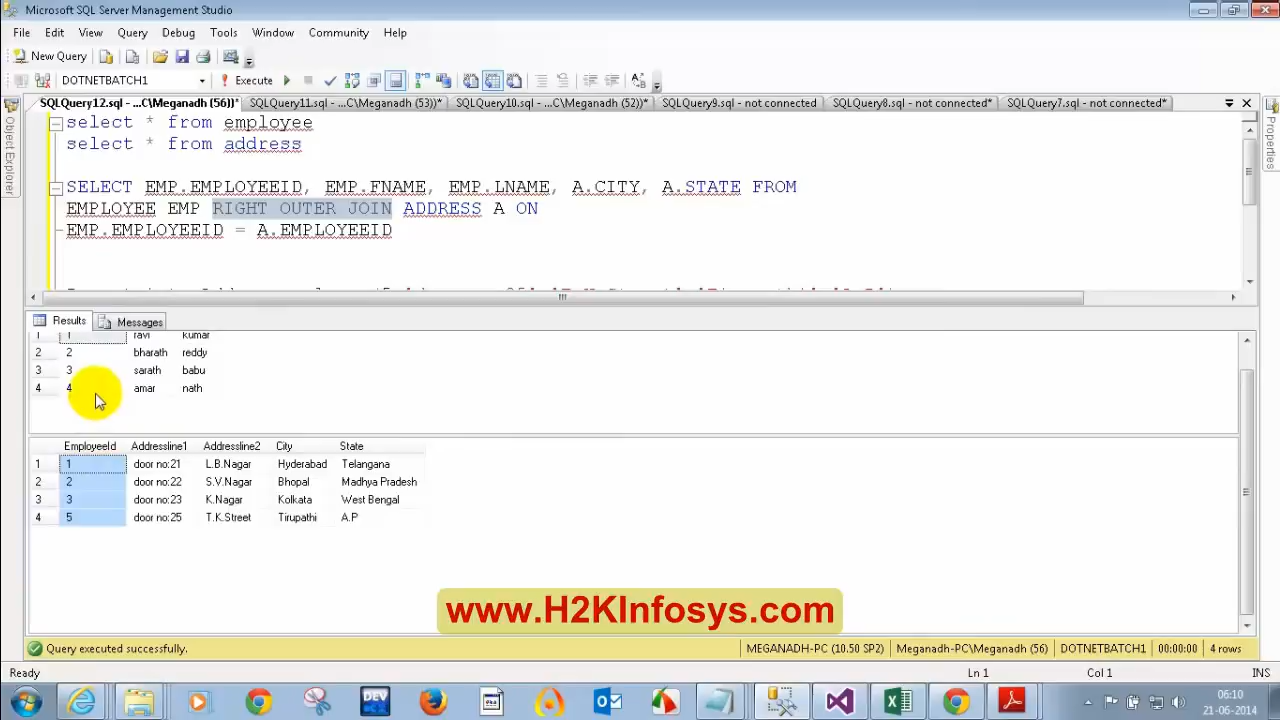 Microsoft SQL Server Management Studio
File Edit View Query Debug Tools Window Community Help
New Query
DOTNETBATCH1 Execute
SQLQuery12.sql - ...C\Meganadh (56))* SQLQuery11.sql - ...C\Meganadh (53))* SQLQuery10.sql - ...C\Meganadh (52))* SQLQuery9.sql - not connected SQLQuery8.sql - not connected* SQLQuery7.sql - not connected*
Object Explorer
Properties
select * from employee
select * from address
SELECT EMP.EMPLOYEEID, EMP.FNAME, EMP.LNAME, A.CITY, A.STATE FROM
EMPLOYEE EMP RIGHT OUTER JOIN ADDRESS A ON
EMP.EMPLOYEEID = A.EMPLOYEEID
Results Messages
1 1 ravi kumar
2 2 bharath reddy
3 3 sarath babu
4 4 amar nath
EmployeeId Addressline1 Addressline2 City State
1 1 door no:21 L.B.Nagar Hyderabad Telangana
2 2 door no:22 S.V.Nagar Bhopal Madhya Pradesh
3 3 door no:23 K.Nagar Kolkata West Bengal
4 5 door no:25 T.K.Street Tirupathi A.P
www.H2KInfosys.com
Query executed successfully. MEGANADH-PC (10.50 SP2) Meganadh-PC\Meganadh (56) DOTNETBATCH1 00:00:00 4 rows
Ready Ln 1 Col 1 INS
DEV
06:10
21-06-2014